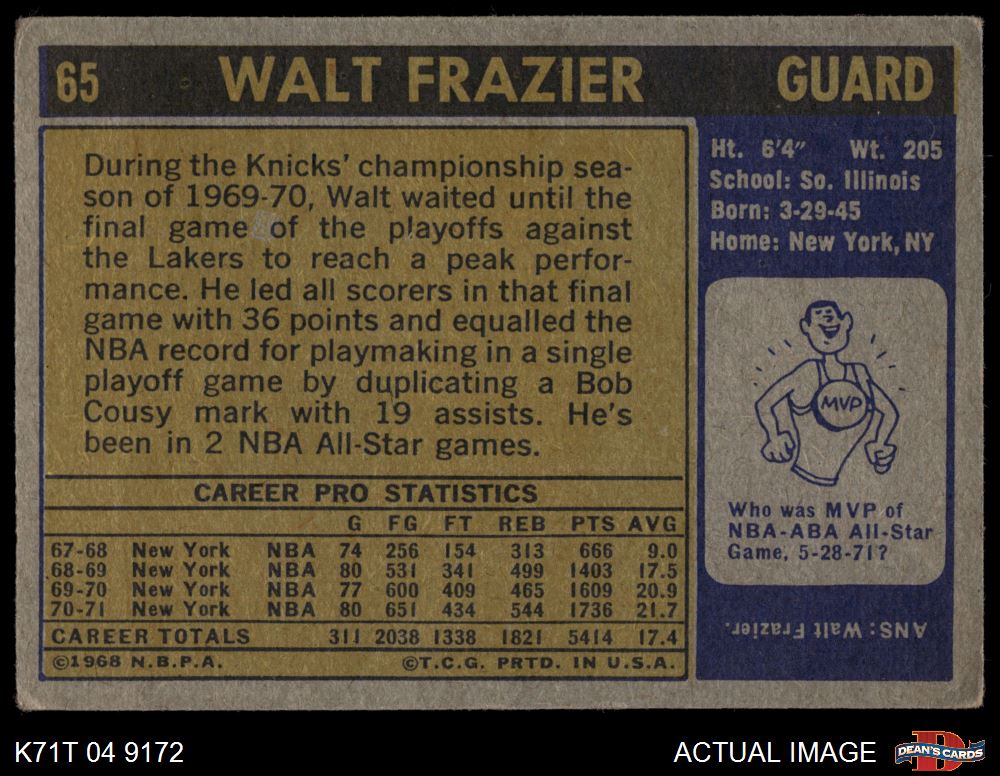 65 WALT FRAZIER GUARD
During the Knicks' championship sea-
son of 1969-70, Walt waited until the
final game of the playoffs against
the Lakers to reach a peak perfor-
mance. He led all scorers in that final
game with 36 points and equalled the
NBA record for playmaking in a single
playoff game by duplicating a Bob
Cousy mark with 19 assists. He's
been in 2 NBA All-Star games.
CAREER PRO STATISTICS
G FG FT REB PTS AVG
67-68 New York NBA 74 256 154 313 666 9.0
68-69 New York NBA 80 531 341 499 1403 17.5
69-70 New York NBA 77 600 409 465 1609 20.9
70-71 New York NBA 80 651 434 544 1736 21.7
CAREER TOTALS 311 2038 1338 1821 5414 17.4
©1968 N.B.P.A. ©T.C.G. PRTD. IN U.S.A.
Ht. 6'4" Wt. 205
School: So. Illinois
Born: 3-29-45
Home: New York, NY
MVP
Who was MVP of
NBA-ABA All-Star
Game, 5-28-71?
ANS: Walt Frazier.
K71T 04 9172
ACTUAL IMAGE
D
DEAN'S CARDS